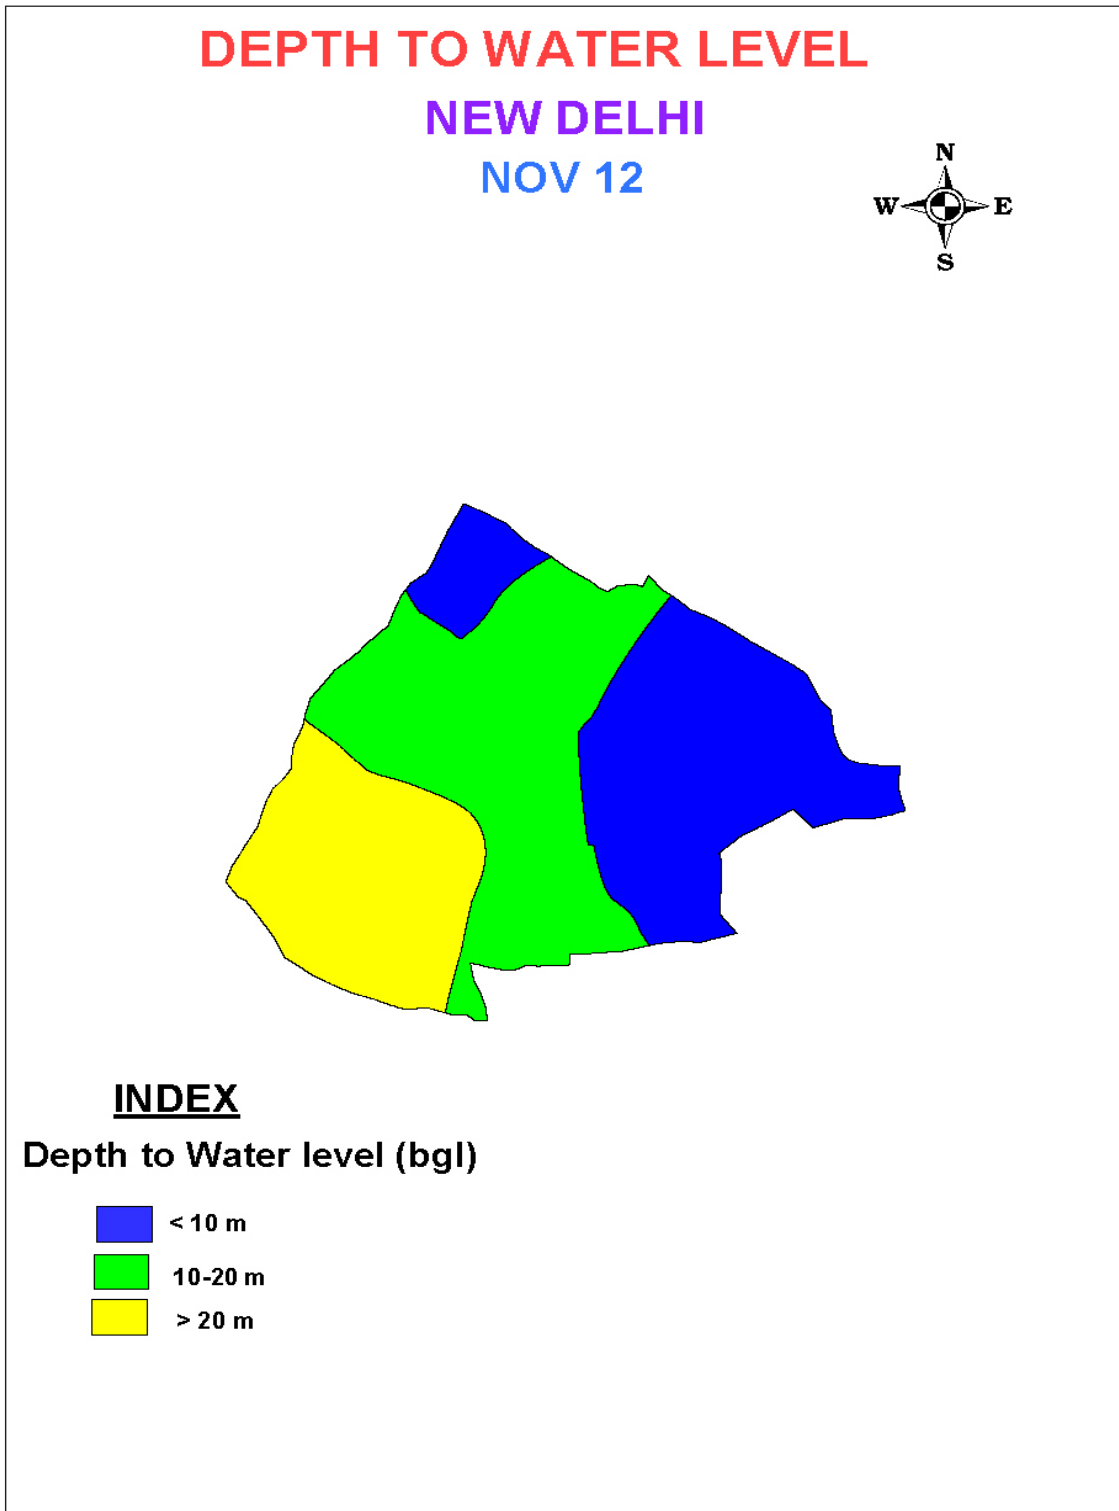 DEPTH TO WATER LEVEL
NEW DELHI
NOV 12
N
W E
S
INDEX
Depth to Water level (bgl)
< 10 m
10-20 m
> 20 m